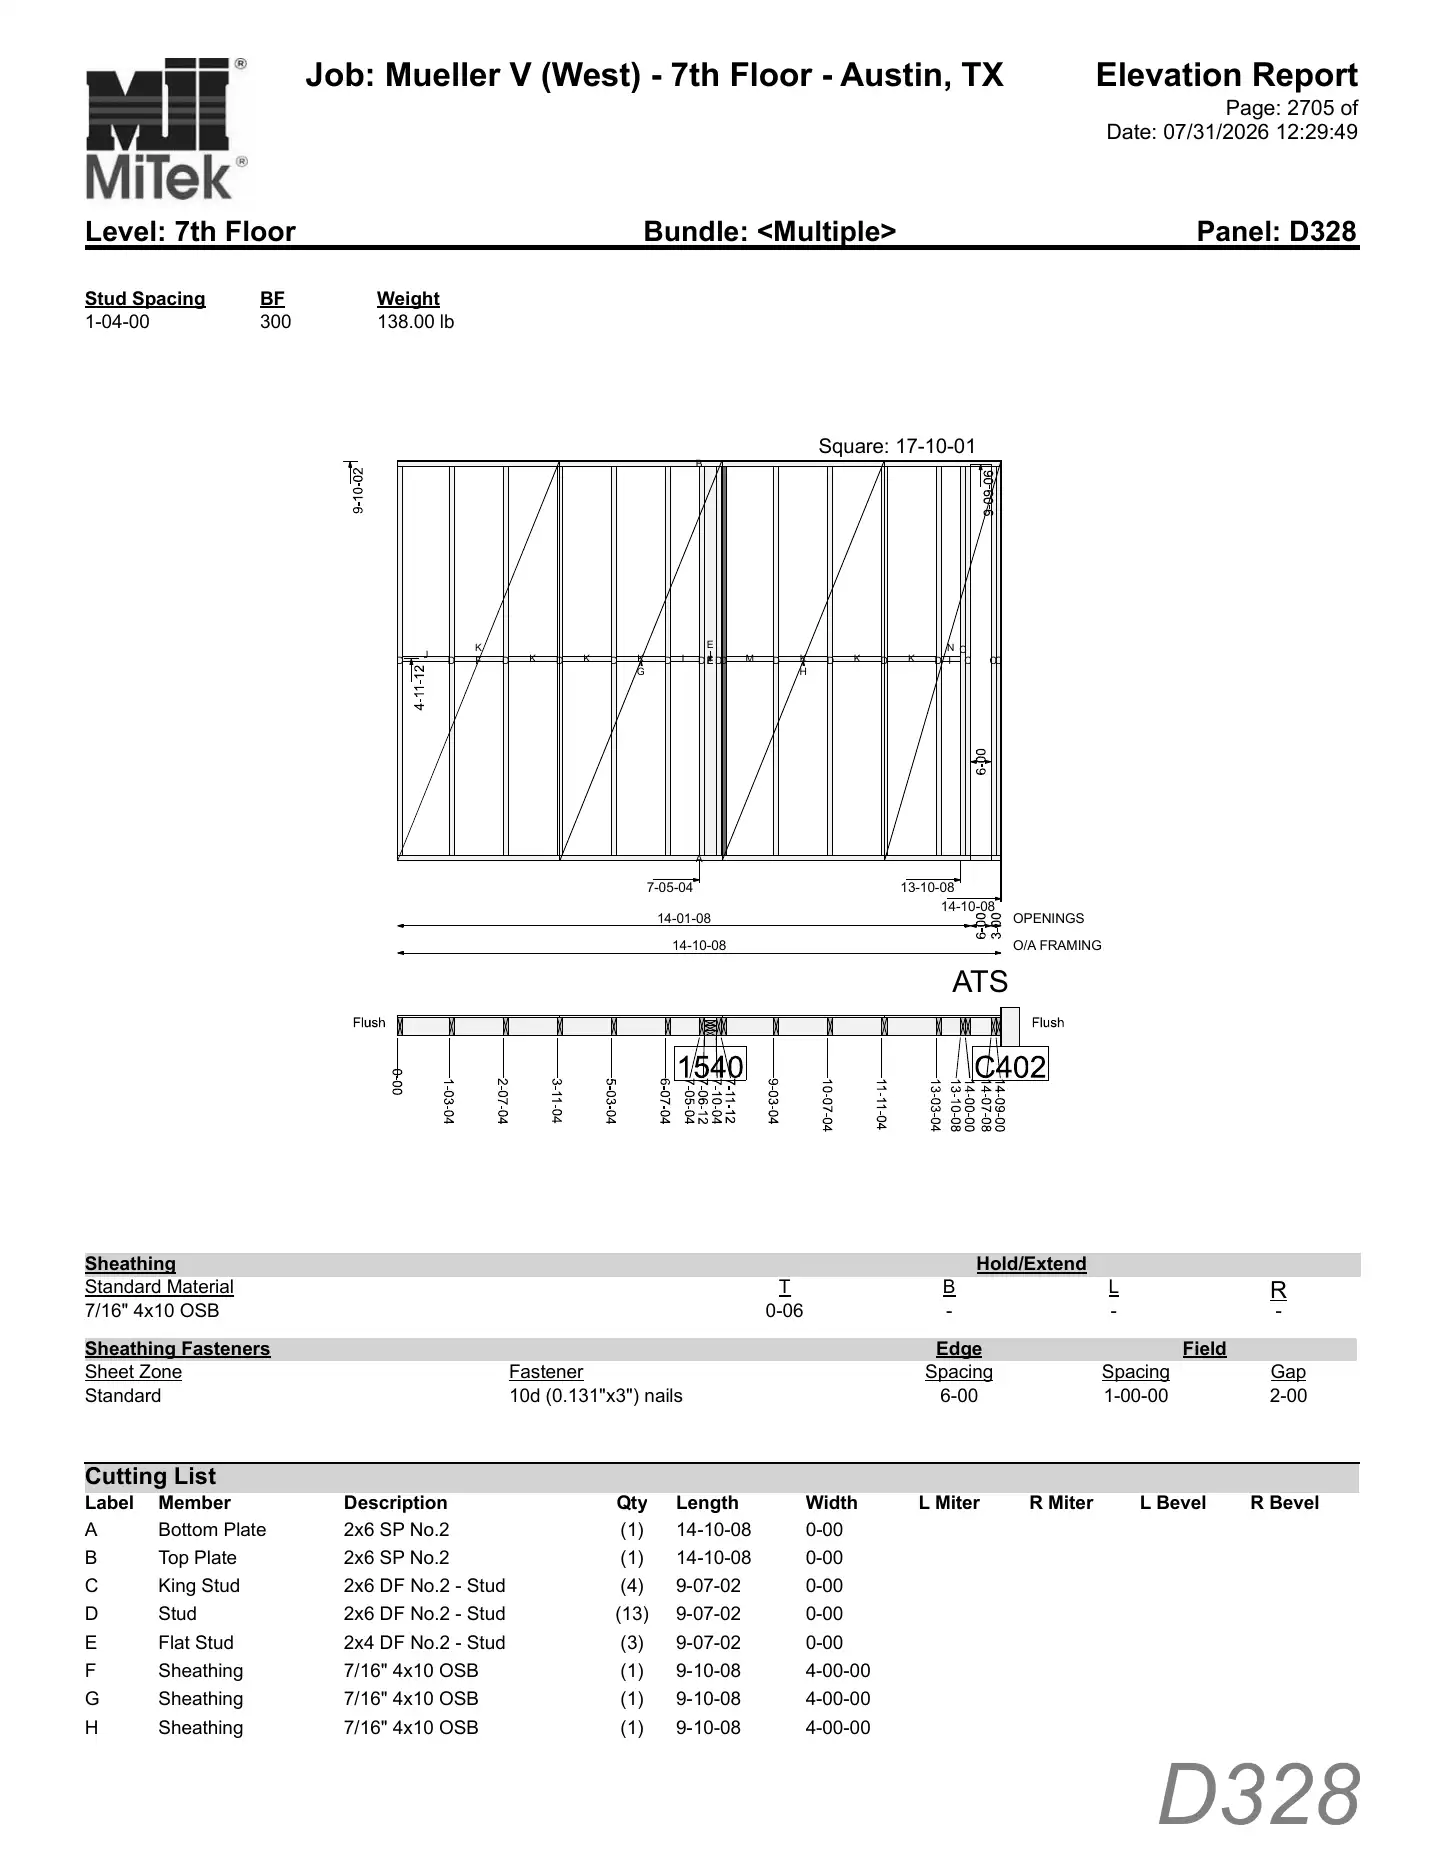 Job: Mueller V (West) - 7th Floor - Austin, TX
Elevation Report
Page: 2705 of
Date: 07/31/2026 12:29:49
MiTek®
Level: 7th Floor Bundle: <Multiple> Panel: D328
Stud Spacing BF Weight
1-04-00 300 138.00 lb
Square: 17-10-01
9-10-02
9-09-06
B
E
J K K K K I M K K K N
G H
4-11-12
6-00
A
7-05-04 13-10-08
14-10-08
14-01-08 6-00 3-00 OPENINGS
14-10-08 O/A FRAMING
ATS
Flush Flush
1540 C402
0-00 1-03-04 2-07-04 3-11-04 5-03-04 6-07-04 7-05-04 7-06-12 7-10-04 7-11-12 9-03-04 10-07-04 11-11-04 13-03-04 13-10-08 14-00-00 14-07-08 14-09-00
Sheathing Hold/Extend
Standard Material T B L R
7/16" 4x10 OSB 0-06 - - -
Sheathing Fasteners Edge Field
Sheet Zone Fastener Spacing Spacing Gap
Standard 10d (0.131"x3") nails 6-00 1-00-00 2-00
Cutting List
Label Member Description Qty Length Width L Miter R Miter L Bevel R Bevel
A Bottom Plate 2x6 SP No.2 (1) 14-10-08 0-00
B Top Plate 2x6 SP No.2 (1) 14-10-08 0-00
C King Stud 2x6 DF No.2 - Stud (4) 9-07-02 0-00
D Stud 2x6 DF No.2 - Stud (13) 9-07-02 0-00
E Flat Stud 2x4 DF No.2 - Stud (3) 9-07-02 0-00
F Sheathing 7/16" 4x10 OSB (1) 9-10-08 4-00-00
G Sheathing 7/16" 4x10 OSB (1) 9-10-08 4-00-00
H Sheathing 7/16" 4x10 OSB (1) 9-10-08 4-00-00
D328